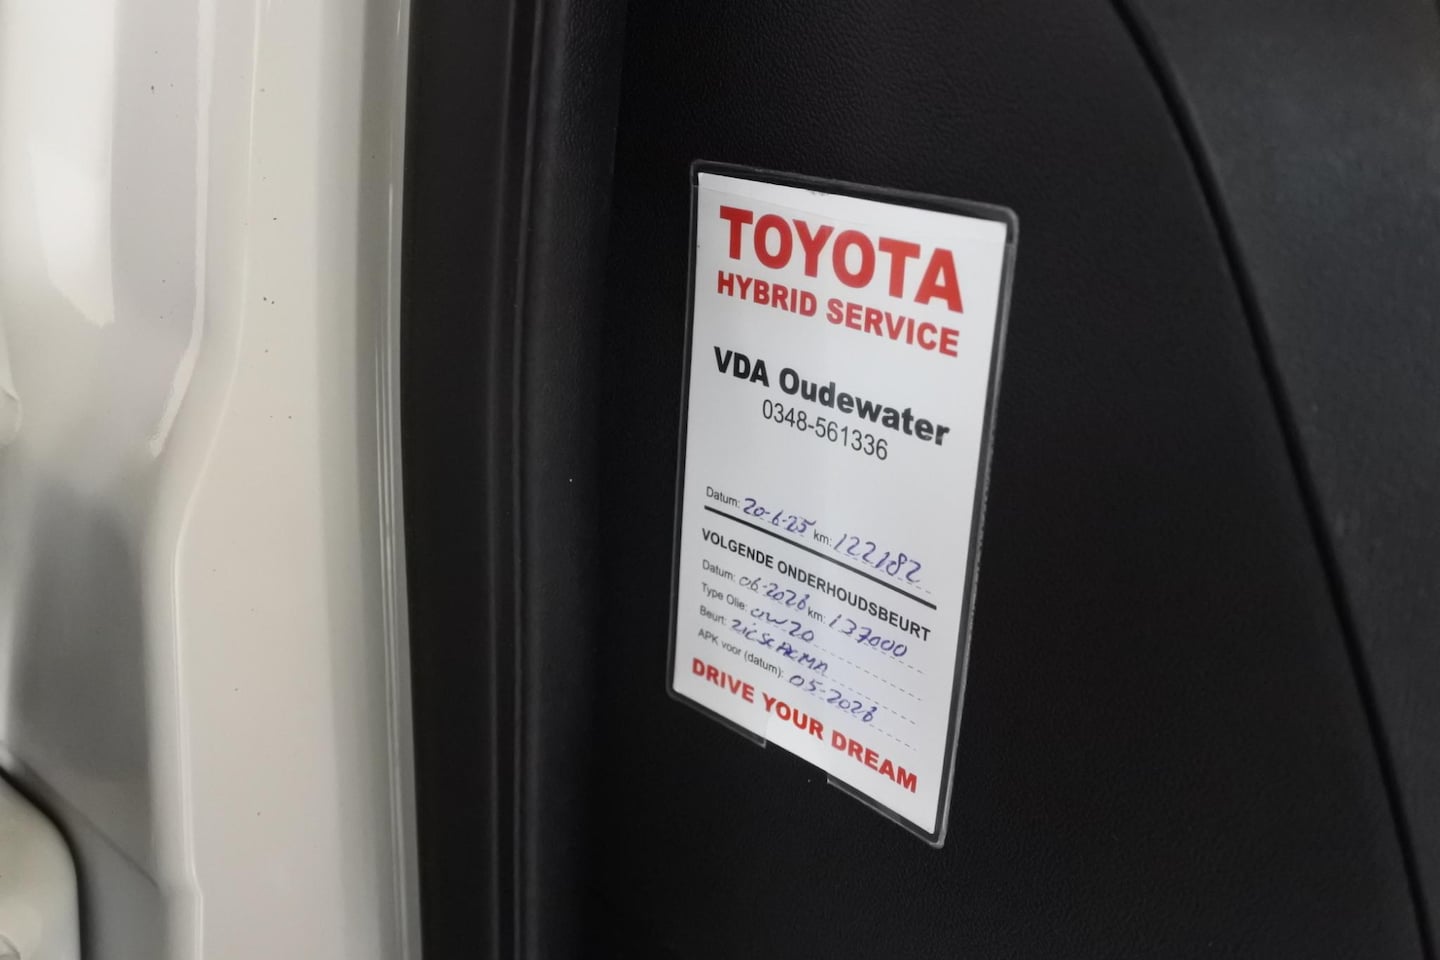 TOYOTA
HYBRID SERVICE
VDA Oudewater
0348-561336
Datum: 20-6-25 km: 122182
VOLGENDE ONDERHOUDSBEURT
Datum: 06-2026 km: 137000
Type Olie: 0W20
Beurt:
APK voor (datum): 05-2026
DRIVE YOUR DREAM